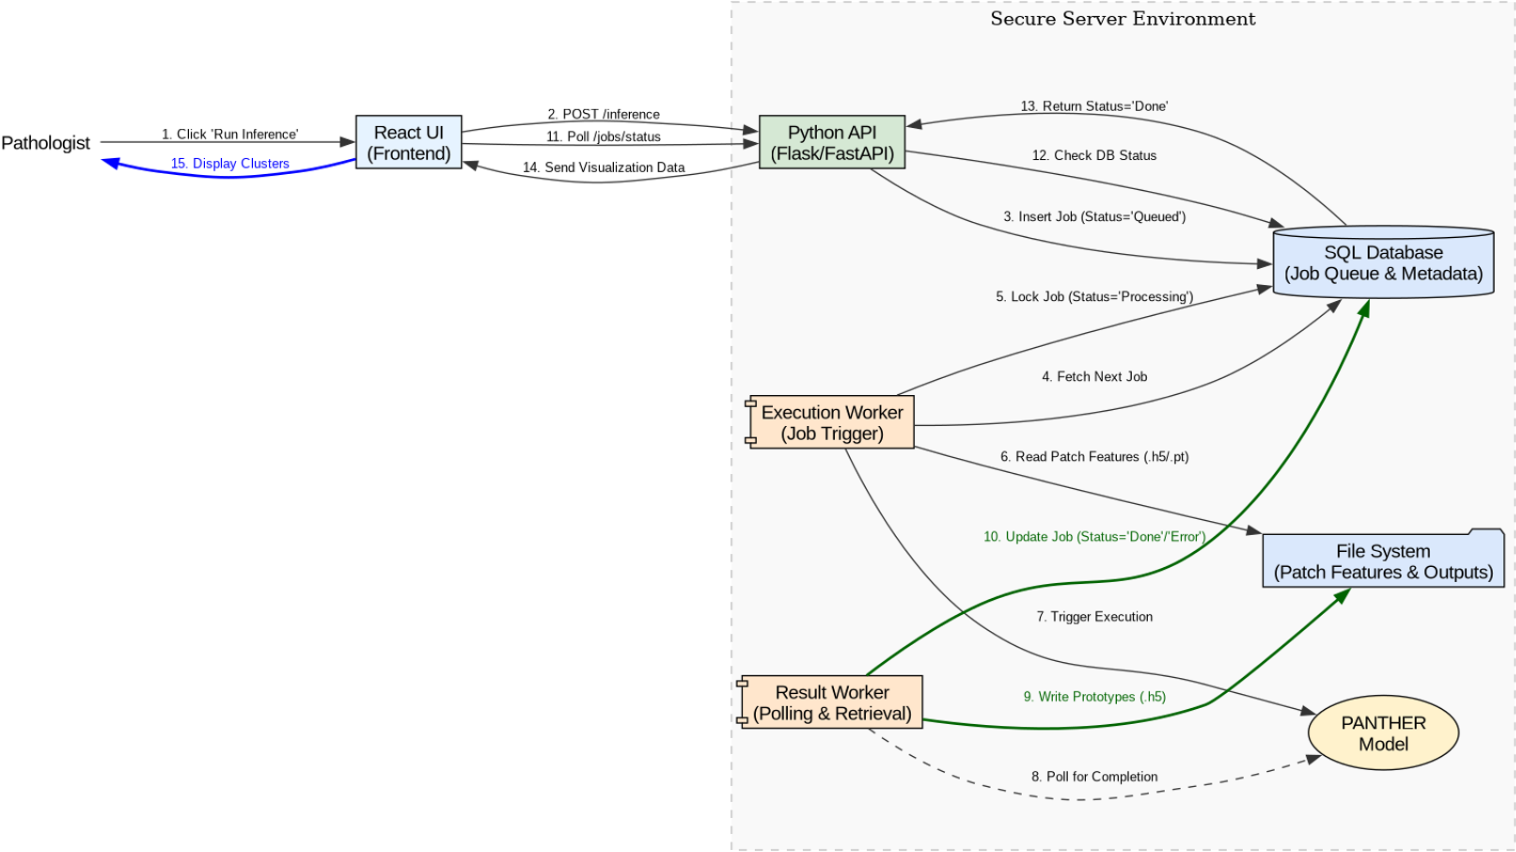 Secure Server Environment
Pathologist
1. Click 'Run Inference'
15. Display Clusters
React UI
(Frontend)
2. POST /inference
11. Poll /jobs/status
14. Send Visualization Data
Python API
(Flask/FastAPI)
13. Return Status='Done'
12. Check DB Status
3. Insert Job (Status='Queued')
SQL Database
(Job Queue & Metadata)
5. Lock Job (Status='Processing')
4. Fetch Next Job
Execution Worker
(Job Trigger)
6. Read Patch Features (.h5/.pt)
10. Update Job (Status='Done'/'Error')
File System
(Patch Features & Outputs)
7. Trigger Execution
Result Worker
(Polling & Retrieval)
9. Write Prototypes (.h5)
PANTHER
Model
8. Poll for Completion